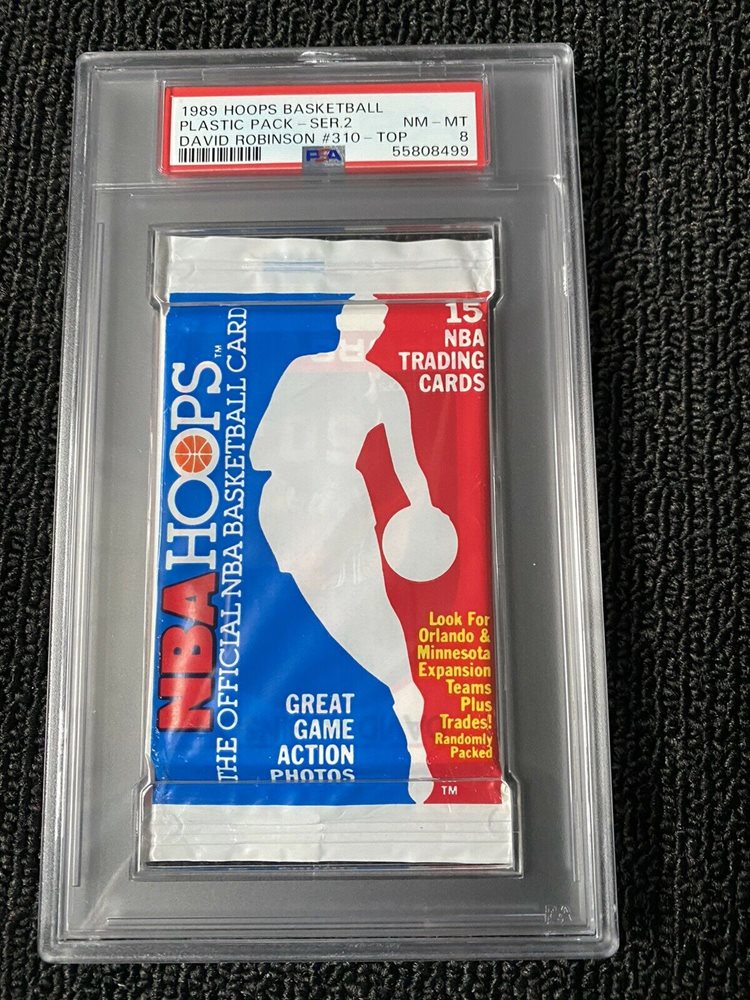 1989 HOOPS BASKETBALL
PLASTIC PACK - SER.2 NM - MT
DAVID ROBINSON #310 - TOP 8
PSA 55808499
15
NBA
TRADING
CARDS
NBA HOOPS™
THE OFFICIAL NBA BASKETBALL CARD
Look For
Orlando &
Minnesota
Expansion
Teams
Plus
Trades!
Randomly
Packed
GREAT
GAME
ACTION
PHOTOS
TM
PSA